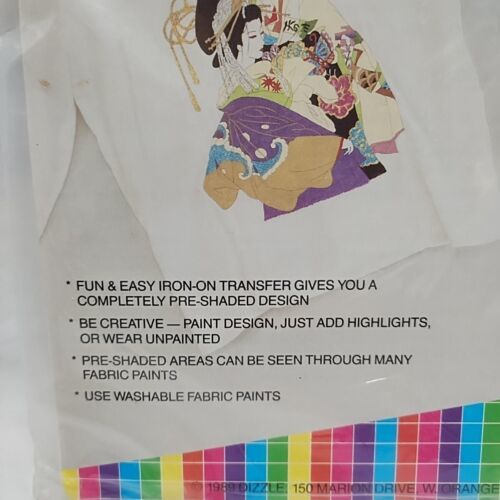 * FUN & EASY IRON-ON TRANSFER GIVES YOU A
COMPLETELY PRE-SHADED DESIGN
* BE CREATIVE — PAINT DESIGN, JUST ADD HIGHLIGHTS,
OR WEAR UNPAINTED
* PRE-SHADED AREAS CAN BE SEEN THROUGH MANY
FABRIC PAINTS
* USE WASHABLE FABRIC PAINTS
© 1989 DIZZLE, 150 MARION DRIVE, W. ORANGE